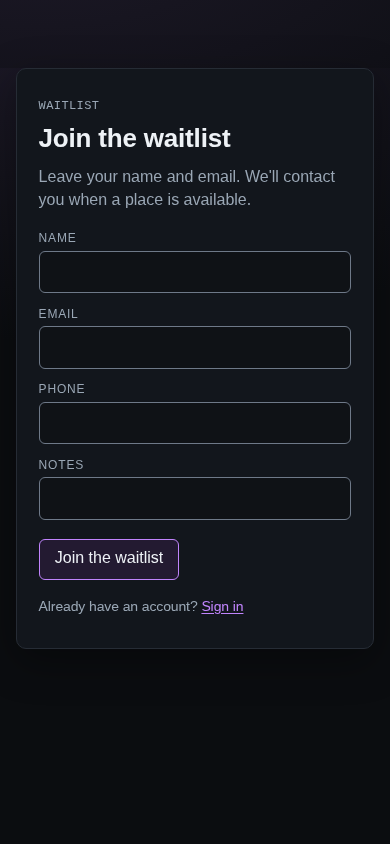 WAITLIST
Join the waitlist
Leave your name and email. We'll contact
you when a place is available.
NAME
EMAIL
PHONE
NOTES
Join the waitlist
Already have an account? Sign in